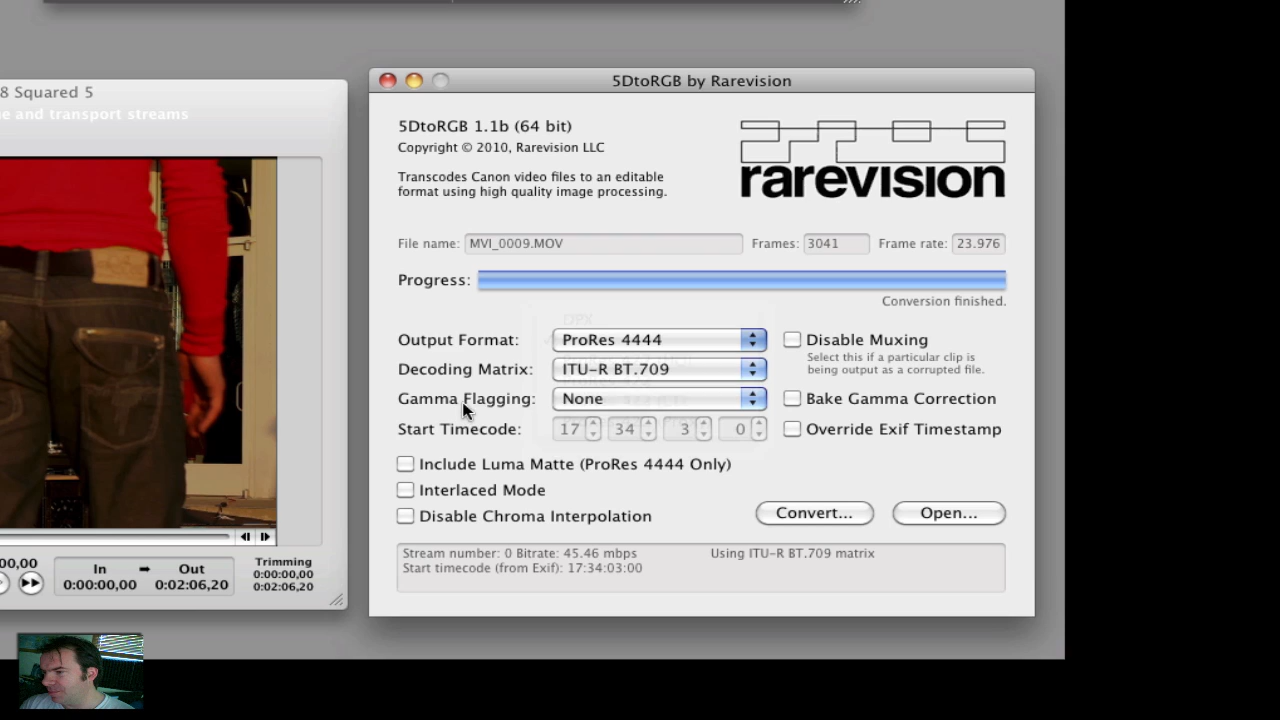 8 Squared 5
e and transport streams
00,00
In
Out
0:00:00,00
0:02:06,20
Trimming
0:00:00,00
0:02:06,20
5DtoRGB by Rarevision
5DtoRGB 1.1b (64 bit)
Copyright © 2010, Rarevision LLC
Transcodes Canon video files to an editable
format using high quality image processing.
rarevision
File name: MVI_0009.MOV Frames: 3041 Frame rate: 23.976
Progress:
Conversion finished.
DPX
Output Format: ProRes 4444 Disable Muxing
Select this if a particular clip is
being output as a corrupted file.
Decoding Matrix: ITU-R BT.709
Gamma Flagging: None Bake Gamma Correction
Start Timecode: 17 34 3 0 Override Exif Timestamp
Include Luma Matte (ProRes 4444 Only)
Interlaced Mode
Disable Chroma Interpolation
Convert... Open...
Stream number: 0 Bitrate: 45.46 mbps Using ITU-R BT.709 matrix
Start timecode (from Exif): 17:34:03:00